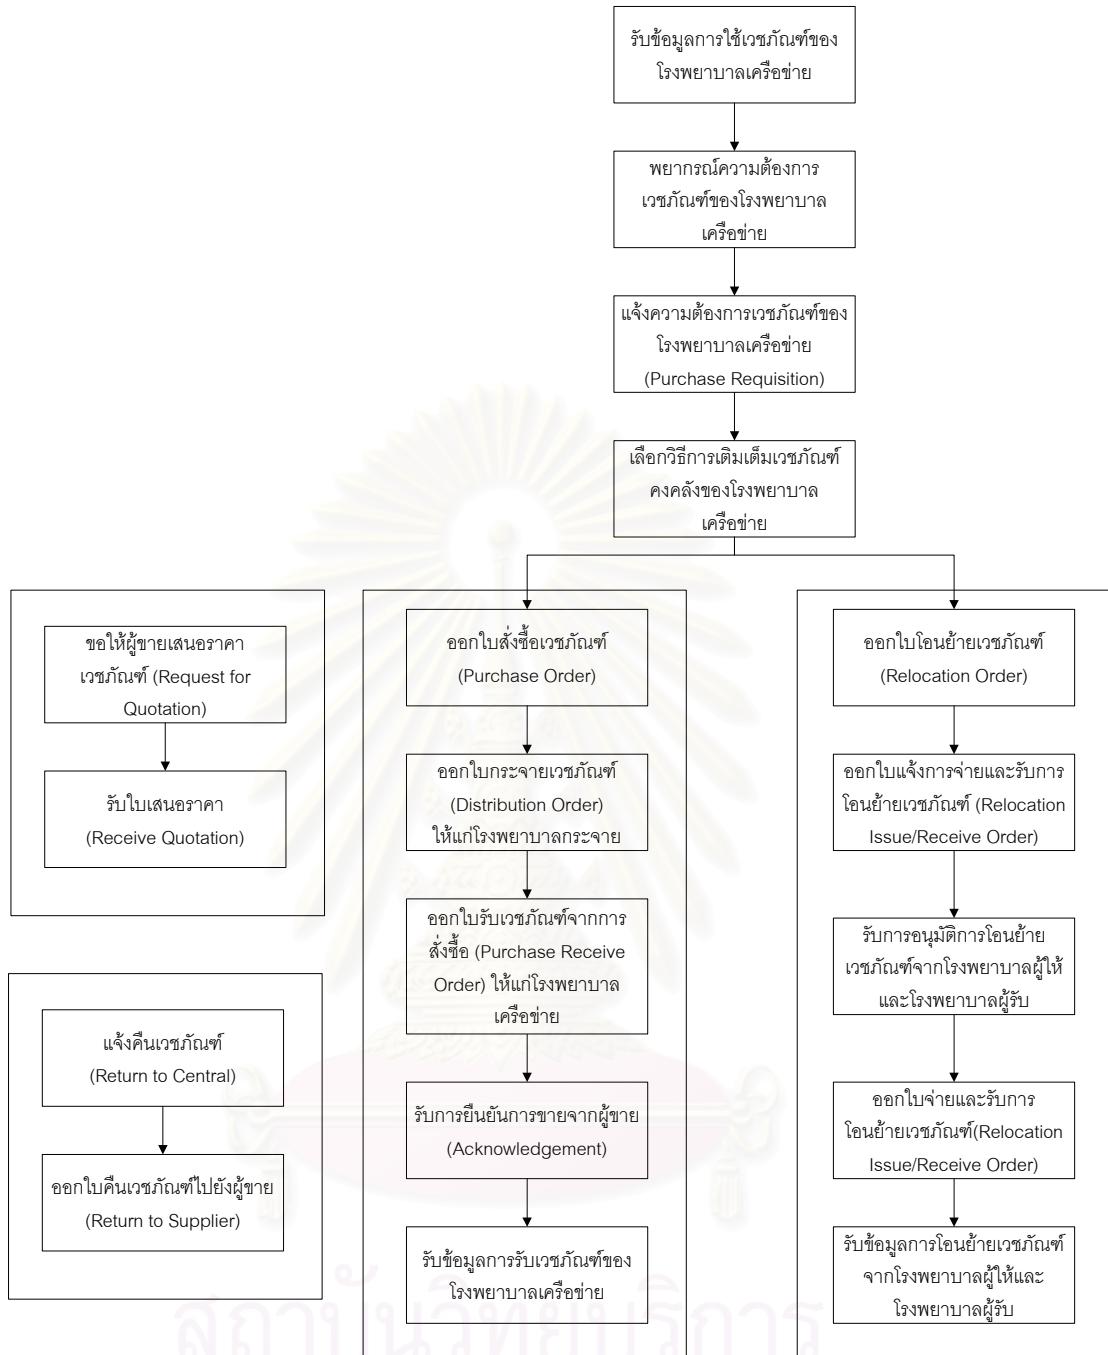 รับข้อมูลการใช้เวชภัณฑ์ของ
โรงพยาบาลเครือข่าย
พยากรณ์ความต้องการ
เวชภัณฑ์ของโรงพยาบาล
เครือข่าย
แจ้งความต้องการเวชภัณฑ์ของ
โรงพยาบาลเครือข่าย
(Purchase Requisition)
เลือกวิธีการเติมเต็มเวชภัณฑ์
คงคลังของโรงพยาบาล
เครือข่าย
ขอให้ผู้ขายเสนอราคา
เวชภัณฑ์ (Request for
Quotation)
รับใบเสนอราคา
(Receive Quotation)
แจ้งคืนเวชภัณฑ์
(Return to Central)
ออกใบคืนเวชภัณฑ์ไปยังผู้ขาย
(Return to Supplier)
ออกใบสั่งซื้อเวชภัณฑ์
(Purchase Order)
ออกใบกระจายเวชภัณฑ์
(Distribution Order)
ให้แก่โรงพยาบาลกระจาย
ออกใบรับเวชภัณฑ์จากการ
สั่งซื้อ (Purchase Receive
Order) ให้แก่โรงพยาบาล
เครือข่าย
รับการยืนยันการขายจากผู้ขาย
(Acknowledgement)
รับข้อมูลการรับเวชภัณฑ์ของ
โรงพยาบาลเครือข่าย
ออกใบโอนย้ายเวชภัณฑ์
(Relocation Order)
ออกใบแจ้งการจ่ายและรับการ
โอนย้ายเวชภัณฑ์ (Relocation
Issue/Receive Order)
รับการอนุมัติการโอนย้าย
เวชภัณฑ์จากโรงพยาบาลผู้ให้
และโรงพยาบาลผู้รับ
ออกใบจ่ายและรับการ
โอนย้ายเวชภัณฑ์(Relocation
Issue/Receive Order)
รับข้อมูลการโอนย้ายเวชภัณฑ์
จากโรงพยาบาลผู้ให้และ
โรงพยาบาลผู้รับ
สถาบันวิทยบริการ